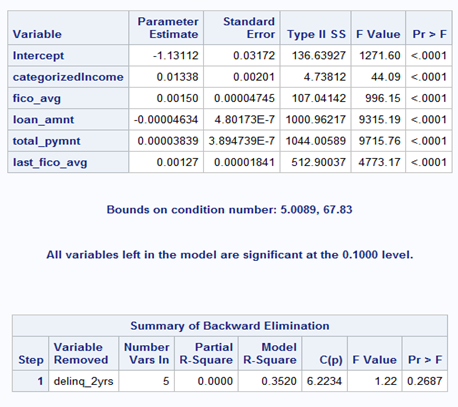 Variable Parameter Estimate Standard Error Type II SS F Value Pr > F
Intercept -1.13112 0.03172 136.63927 1271.60 <.0001
categorizedIncome 0.01338 0.00201 4.73812 44.09 <.0001
fico_avg 0.00150 0.00004745 107.04142 996.15 <.0001
loan_amnt -0.00004634 4.80173E-7 1000.96217 9315.19 <.0001
total_pymnt 0.00003839 3.894739E-7 1044.00589 9715.76 <.0001
last_fico_avg 0.00127 0.00001841 512.90037 4773.17 <.0001
Bounds on condition number: 5.0089, 67.83
All variables left in the model are significant at the 0.1000 level.
Summary of Backward Elimination
Step Variable Removed Number Vars In Partial R-Square Model R-Square C(p) F Value Pr > F
1 delinq_2yrs 5 0.0000 0.3520 6.2234 1.22 0.2687